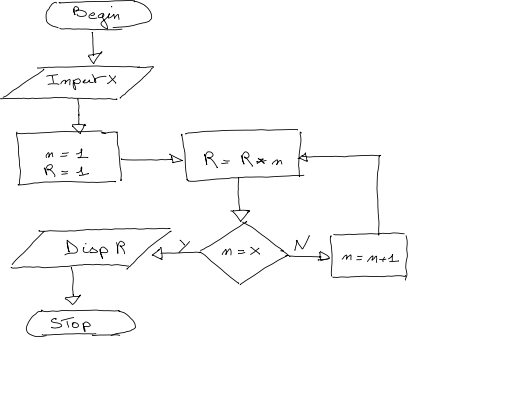 Begin
Input X
n = 1
R = 1
R = R * n
n = X
Y
N
n = n+1
Disp R
STop